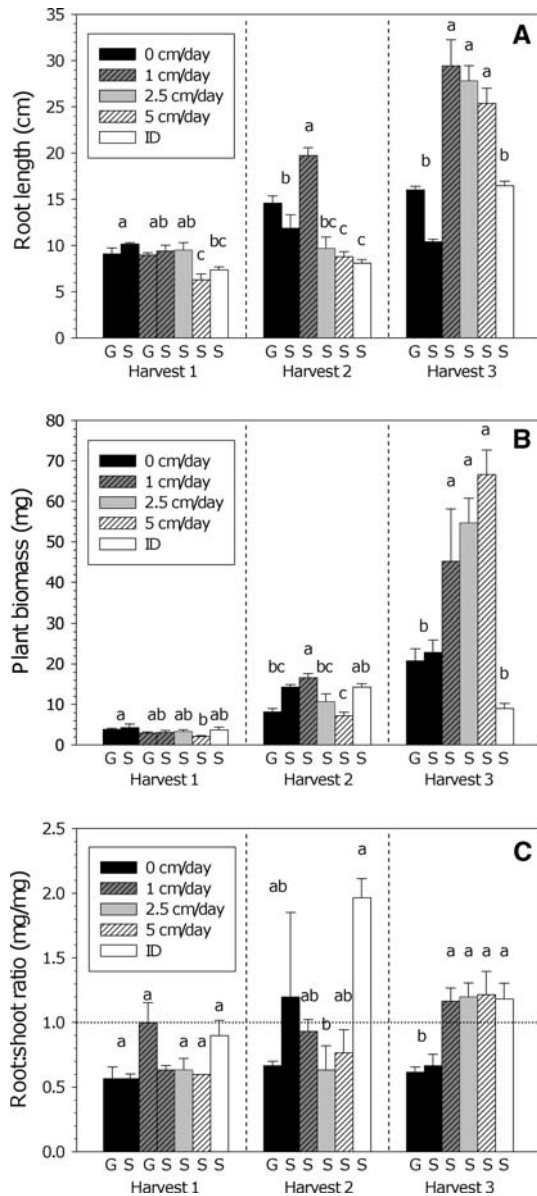 A
Root length (cm)
35
30
25
20
15
10
5
0
0 cm/day
1 cm/day
2.5 cm/day
5 cm/day
ID
a ab ab c bc
b a bc c c
b a a a b
G S G S S S S
G S S S S S
G S S S S S
Harvest 1
Harvest 2
Harvest 3
B
Plant biomass (mg)
80
70
60
50
40
30
20
10
0
0 cm/day
1 cm/day
2.5 cm/day
5 cm/day
ID
a ab ab b ab
bc a bc c ab
b a a a b
G S G S S S S
G S S S S S
G S S S S S
Harvest 1
Harvest 2
Harvest 3
C
Root:shoot ratio (mg/mg)
2.5
2.0
1.5
1.0
0.5
0.0
0 cm/day
1 cm/day
2.5 cm/day
5 cm/day
ID
a a a a a
ab ab b ab a
b a a a a
G S G S S S S
G S S S S S
G S S S S S
Harvest 1
Harvest 2
Harvest 3